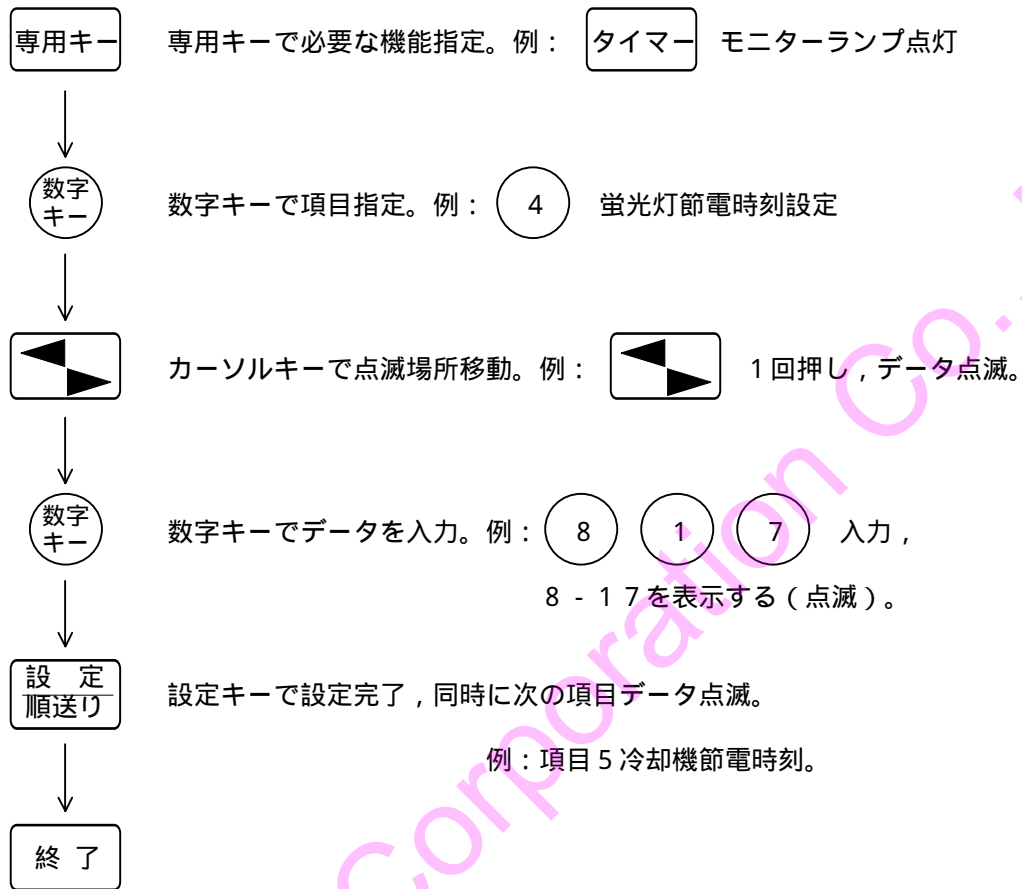 専用キー 専用キーで必要な機能指定。例: タイマー モニターランプ点灯
数字
キー
数字キーで項目指定。例: 4 蛍光灯節電時刻設定
カーソルキーで点滅場所移動。例: 1回押し,データ点滅。
数字
キー
数字キーでデータを入力。例: 8 1 7 入力,
8-17を表示する(点滅)。
設 定
順送り
設定キーで設定完了,同時に次の項目データ点滅。
例:項目5冷却機節電時刻。
終 了
Corporation Co.,